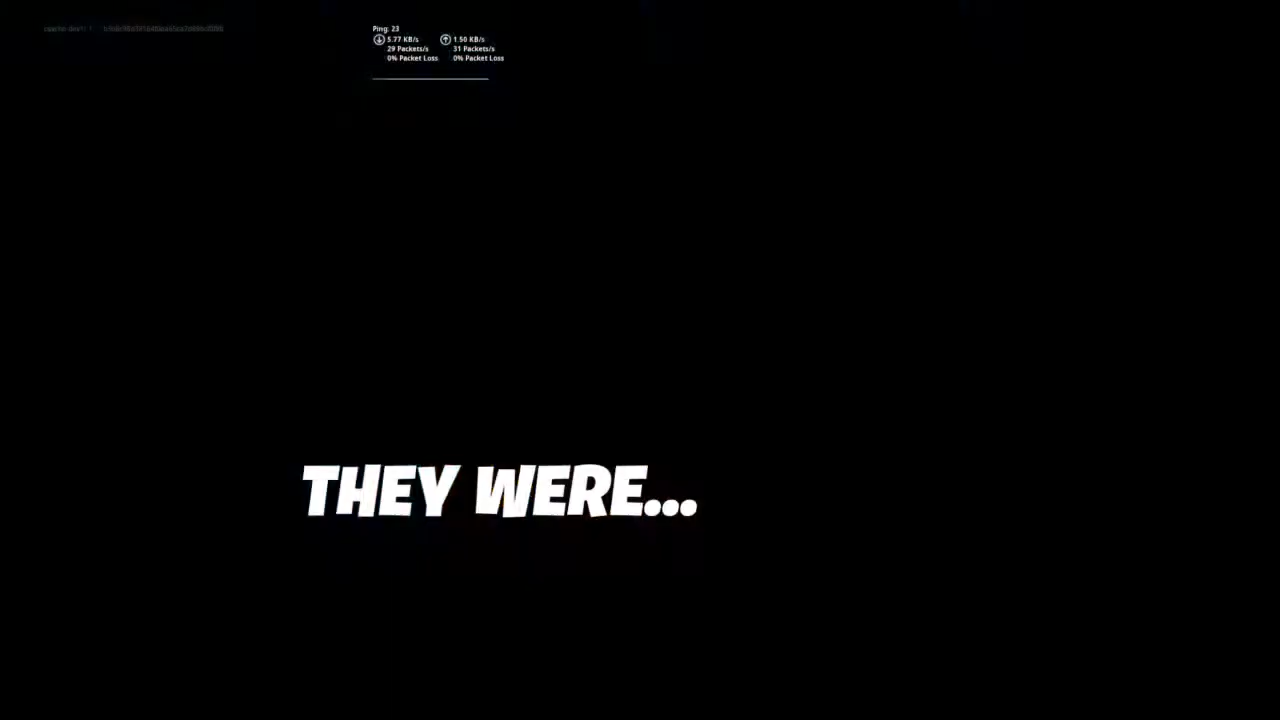 Ping: 23
5.77 KB/s
1.50 KB/s
29 Packets/s
31 Packets/s
0% Packet Loss
0% Packet Loss
THEY WERE...